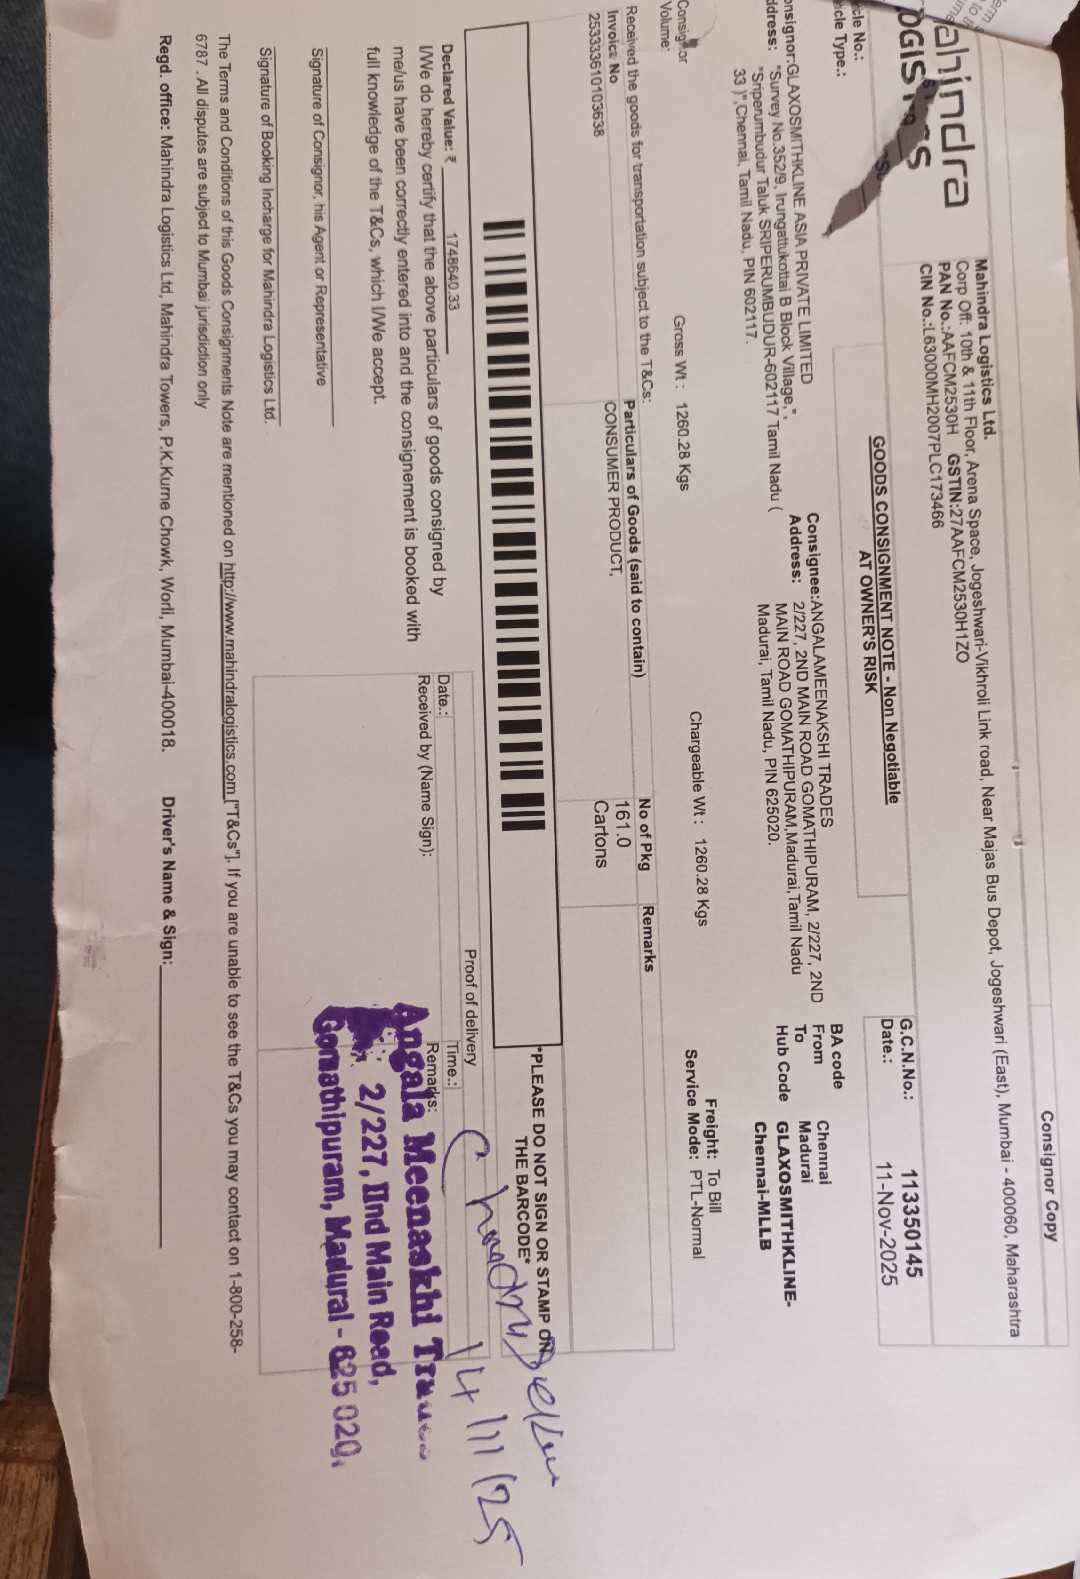 Consignor Copy
ahindra
OGIS
CS
Mahindra Logistics Ltd.
Corp Off: 10th & 11th Floor, Arena Space, Jogeshwari-Vikhroli Link road, Near Majas Bus Depot, Jogeshwari (East), Mumbai - 400060, Maharashtra
PAN No.:AAFCM2530H GSTIN:27AAFCM2530H1ZO
CIN No.:L63000MH2007PLC173466
GOODS CONSIGNMENT NOTE - Non Negotiable
AT OWNER'S RISK
G.C.N.No.: 113350145
Date.: 11-Nov-2025
cle No.:
icle Type.:
onsignor:GLAXOSMITHKLINE ASIA PRIVATE LIMITED
ddress: "Survey No.352/9, Irungattukottai B Block Village,",
"Sriperumbudur Taluk SRIPERUMBUDUR-602117 Tamil Nadu (
33 )",Chennai, Tamil Nadu, PIN 602117.
Consignee:ANGALAMEENAKSHI TRADES
Address: 2/227, 2ND MAIN ROAD GOMATHIPURAM, 2/227, 2ND
MAIN ROAD GOMATHIPURAM,Madurai,Tamil Nadu
Madurai, Tamil Nadu, PIN 625020.
BA code
From Chennai
To Madurai
Hub Code GLAXOSMITHKLINE-
Chennai-MLLB
Freight: To Bill
Service Mode: PTL-Normal
Consignor
Volume:
Gross Wt : 1260.28 Kgs
Chargeable Wt : 1260.28 Kgs
Received the goods for transportation subject to the T&Cs:
Invoice No Particulars of Goods (said to contain) No of Pkg Remarks
253333610103638 CONSUMER PRODUCT, 161.0
Cartons
*PLEASE DO NOT SIGN OR STAMP ON
THE BARCODE*
Declared Value: ₹ 1748640.33
I/We do hereby certify that the above particulars of goods consigned by
me/us have been correctly entered into and the consignement is booked with
full knowledge of the T&Cs, which I/We accept.
Signature of Consignor, his Agent or Representative
Signature of Booking Incharge for Mahindra Logistics Ltd.
Proof of delivery
Date.: Time.:
Received by (Name Sign): Remarks:
14/11/25
Angala Meenaskhi
2/227, IInd Main Road,
Gomathipuram, Madurai - 625 020.
The Terms and Conditions of this Goods Consignments Note are mentioned on http://www.mahindralogistics.com ["T&Cs"]. If you are unable to see the T&Cs you may contact on 1-800-258-
6787 . All disputes are subject to Mumbai jurisdiction only
Regd. office: Mahindra Logistics Ltd, Mahindra Towers, P.K.Kurne Chowk, Worli, Mumbai-400018. Driver's Name & Sign: